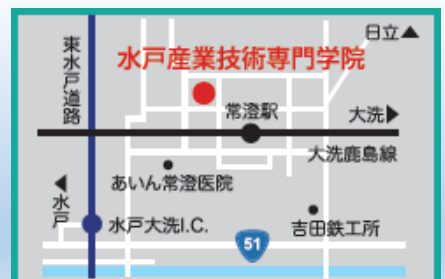 日立▲
東水戸道路
水戸産業技術専門学院
常澄駅
大洗▶
大洗鹿島線
あいん常澄医院
◀水戸
水戸大洗I.C.
吉田鉄工所
51